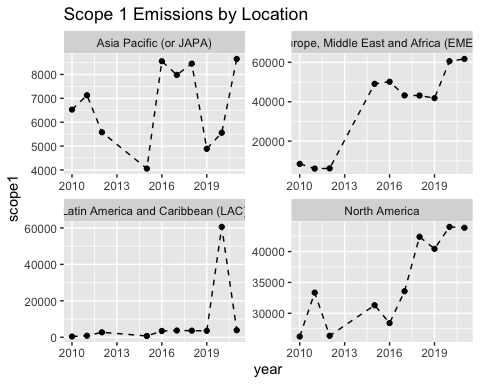 Scope 1 Emissions by Location
Asia Pacific (or JAPA)
urope, Middle East and Africa (EME
8000
7000
6000
5000
4000
60000
40000
20000
2010 2013 2016 2019
2010 2013 2016 2019
scope1
Latin America and Caribbean (LAC)
North America
60000
40000
20000
0
40000
35000
30000
2010 2013 2016 2019
2010 2013 2016 2019
year